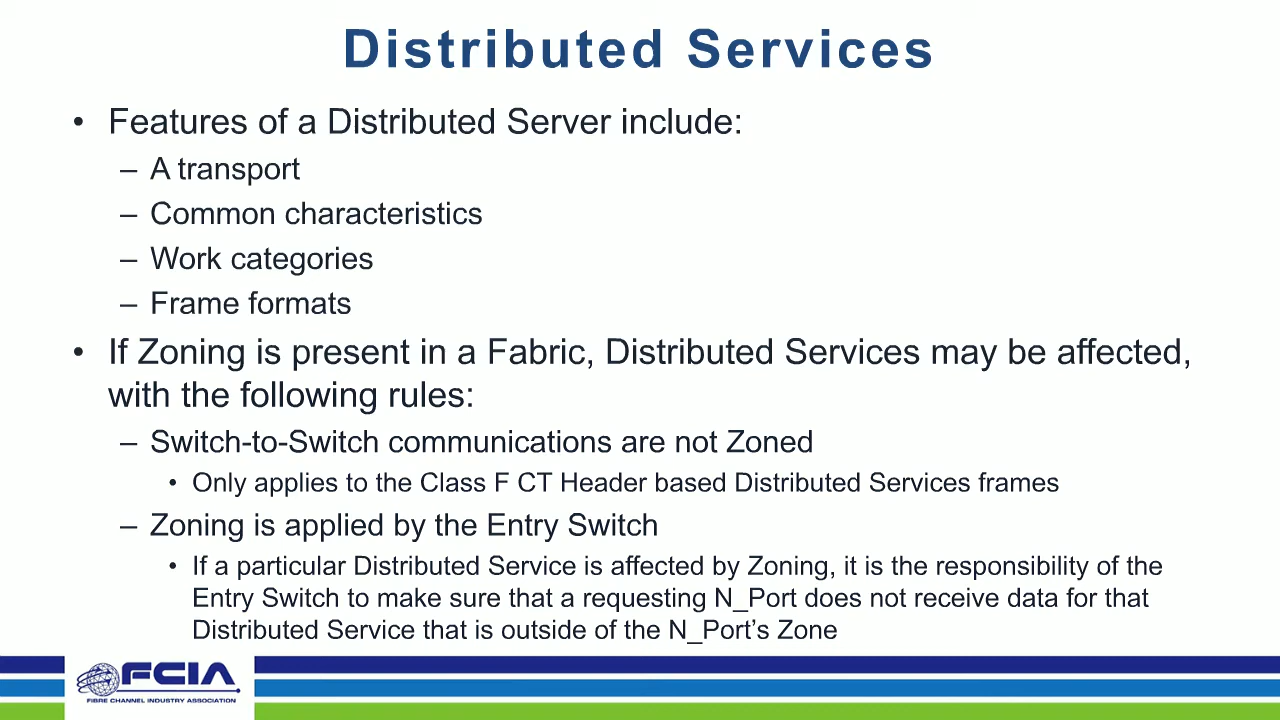 Distributed Services
• Features of a Distributed Server include:
– A transport
– Common characteristics
– Work categories
– Frame formats
• If Zoning is present in a Fabric, Distributed Services may be affected,
with the following rules:
– Switch-to-Switch communications are not Zoned
• Only applies to the Class F CT Header based Distributed Services frames
– Zoning is applied by the Entry Switch
• If a particular Distributed Service is affected by Zoning, it is the responsibility of the
Entry Switch to make sure that a requesting N_Port does not receive data for that
Distributed Service that is outside of the N_Port’s Zone
FCIA
FIBRE CHANNEL INDUSTRY ASSOCIATION